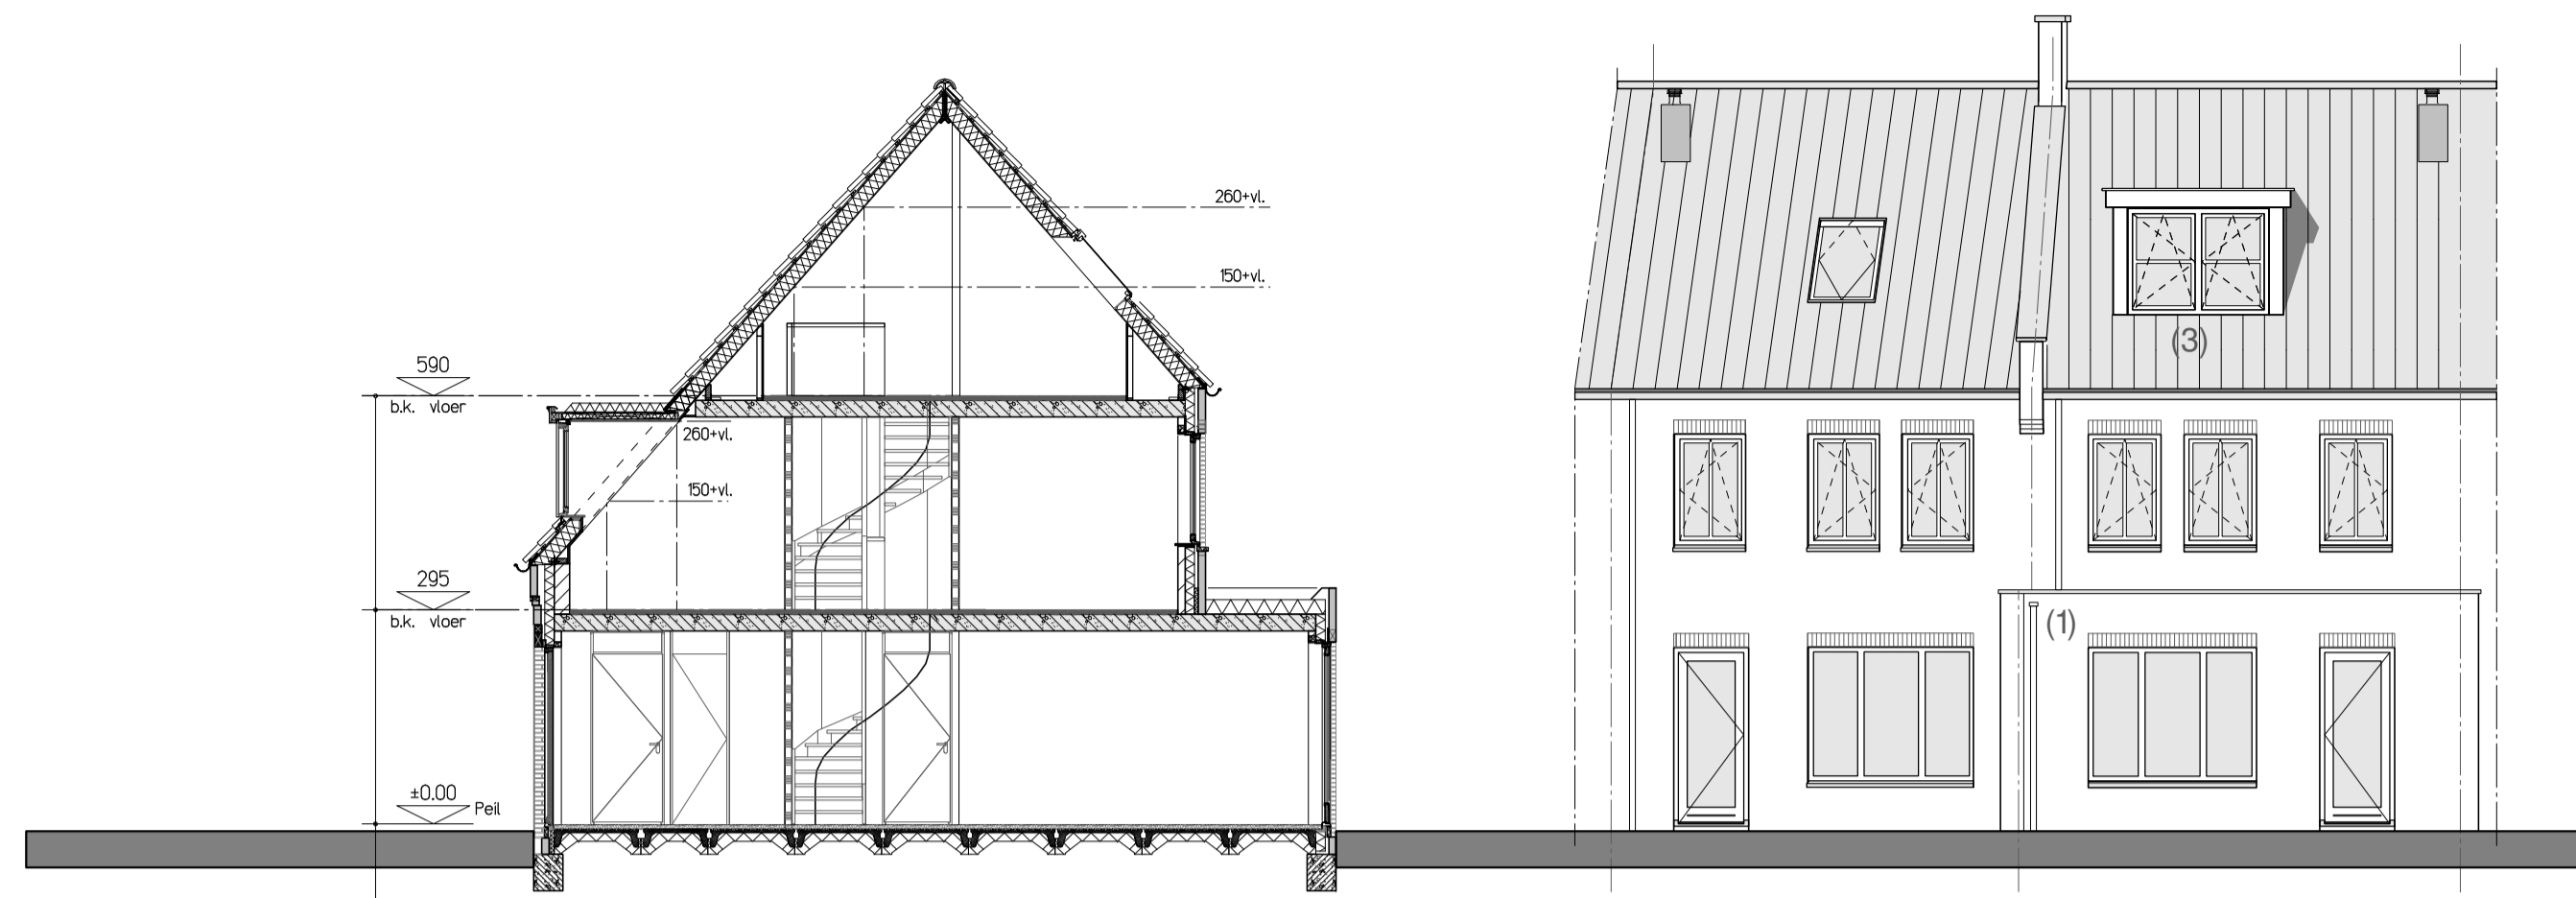 260+vl.
150+vl.
590
b.k. vloer
260+vl.
150+vl.
295
b.k. vloer
±0.00
Peil
(3)
(1)